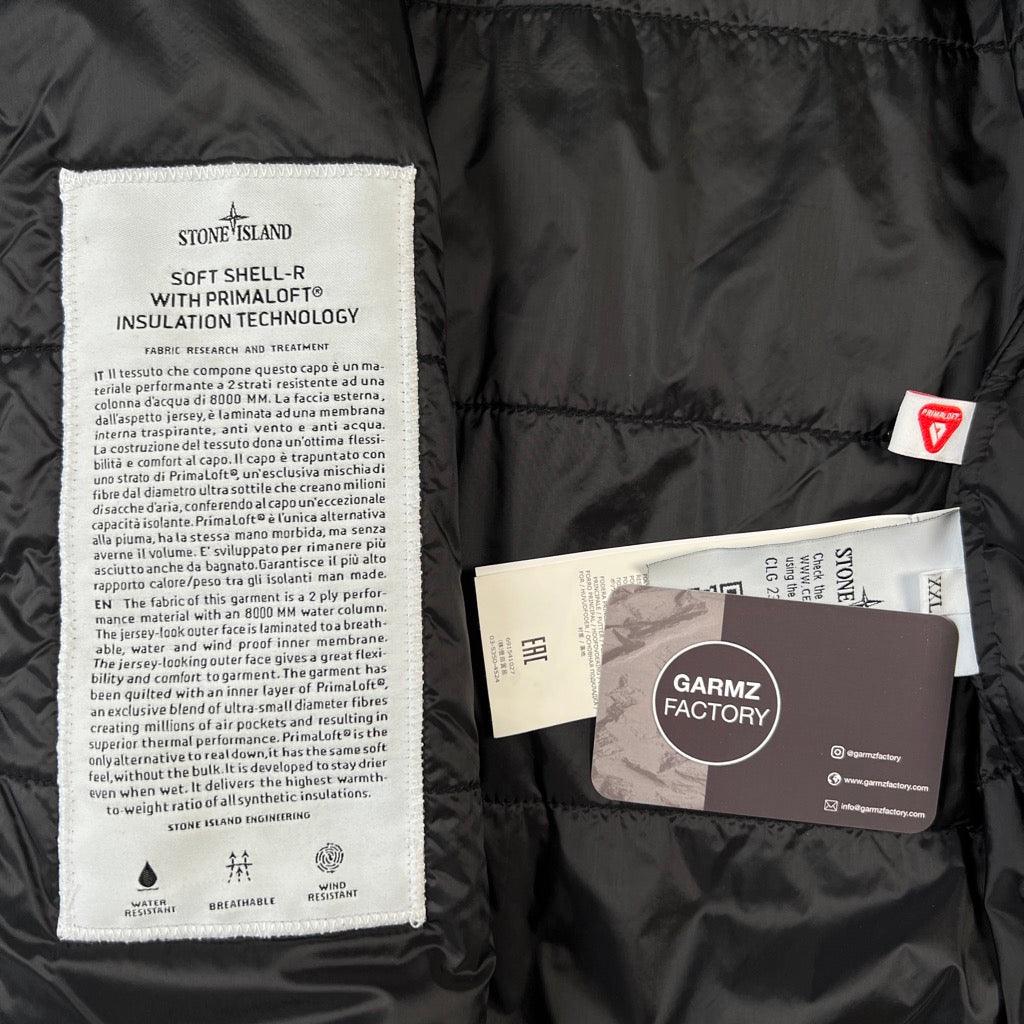 STONE ISLAND
SOFT SHELL-R
WITH PRIMALOFT®
INSULATION TECHNOLOGY
FABRIC RESEARCH AND TREATMENT
IT Il tessuto che compone questo capo è un ma-
teriale performante a 2 strati resistente ad una
colonna d'acqua di 8000 MM. La faccia esterna,
dall'aspetto jersey, è laminata ad una membrana
interna traspirante, anti vento e anti acqua.
La costruzione del tessuto dona un'ottima flessi-
bilità e comfort al capo. Il capo è trapuntato con
uno strato di PrimaLoft®, un'esclusiva mischia di
fibre dal diametro ultra sottile che creano milioni
di sacche d'aria, conferendo al capo un'eccezionale
capacità isolante. PrimaLoft® è l'unica alternativa
alla piuma, ha la stessa mano morbida, ma senza
averne il volume. E' sviluppato per rimanere più
asciutto anche da bagnato. Garantisce il più alto
rapporto calore/peso tra gli isolanti man made.
EN The fabric of this garment is a 2 ply perfor-
mance material with an 8000 MM water column.
The jersey-look outer face is laminated to a breath-
able, water and wind proof inner membrane.
The jersey-looking outer face gives a great flexi-
bility and comfort to garment. The garment has
been quilted with an inner layer of PrimaLoft®,
an exclusive blend of ultra-small diameter fibres
creating millions of air pockets and resulting in
superior thermal performance. PrimaLoft® is the
only alternative to real down, it has the same soft
feel, without the bulk. It is developed to stay drier
even when wet. It delivers the highest warmth-
to-weight ratio of all synthetic insulations.
STONE ISLAND ENGINEERING
WATER
RESISTANT
BREATHABLE
WIND
RESISTANT
PRIMALOFT
XXL
STONE
Check the
WWW.CE
using the
CLG 23
EAC
691541027
03-5350-4524
GARMZ
FACTORY
@garmzfactory
www.garmzfactory.com
info@garmzfactory.com